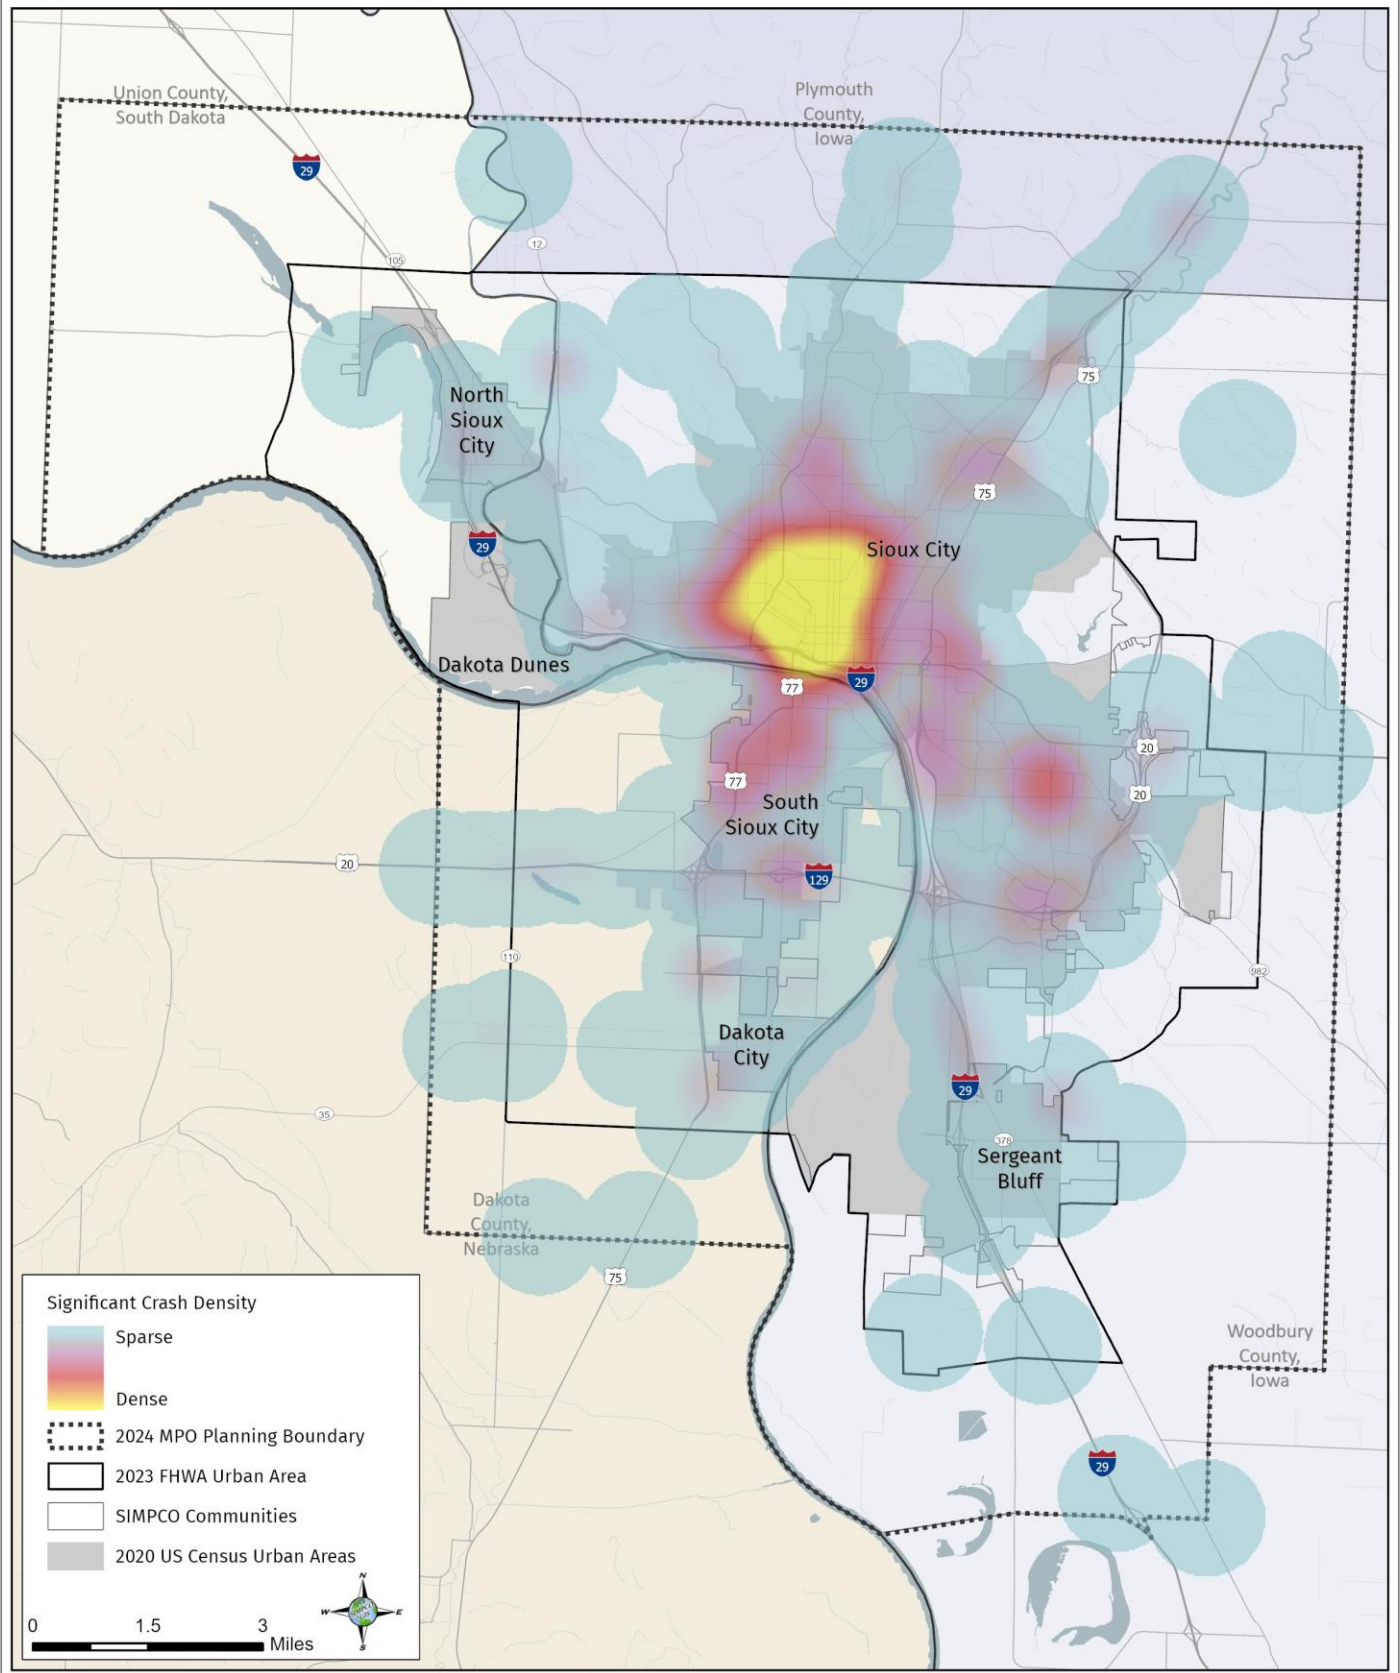 Union County,
South Dakota
Plymouth
County,
Iowa
29
12
105
75
North
Sioux
City
75
29
Sioux City
Dakota Dunes
77
29
20
77
20
South
Sioux City
20
129
110
982
Dakota
City
29
35
378
Sergeant
Bluff
Dakota
County,
Nebraska
75
Woodbury
County,
Iowa
29
Significant Crash Density
Sparse
Dense
2024 MPO Planning Boundary
2023 FHWA Urban Area
SIMPCO Communities
2020 US Census Urban Areas
N
W
SIMPCO
GIS
E
S
0
1.5
3
Miles